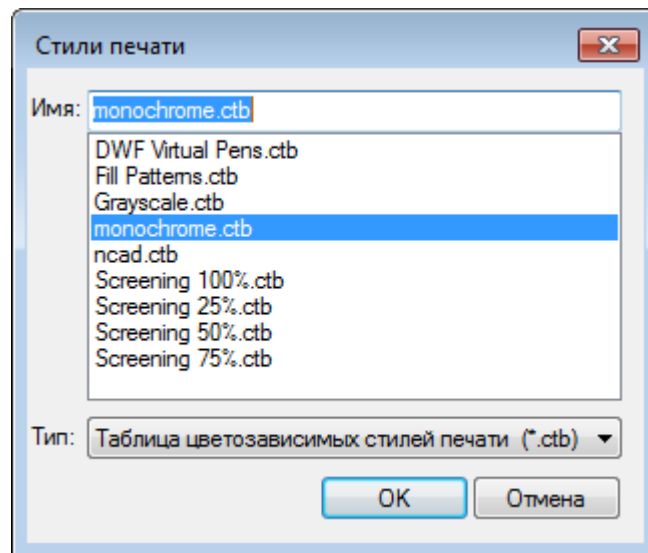 Стили печати
Имя: monochrome.ctb
DWF Virtual Pens.ctb
Fill Patterns.ctb
Grayscale.ctb
monochrome.ctb
ncad.ctb
Screening 100%.ctb
Screening 25%.ctb
Screening 50%.ctb
Screening 75%.ctb
Тип: Таблица цветозависимых стилей печати (*.ctb)
OK Отмена